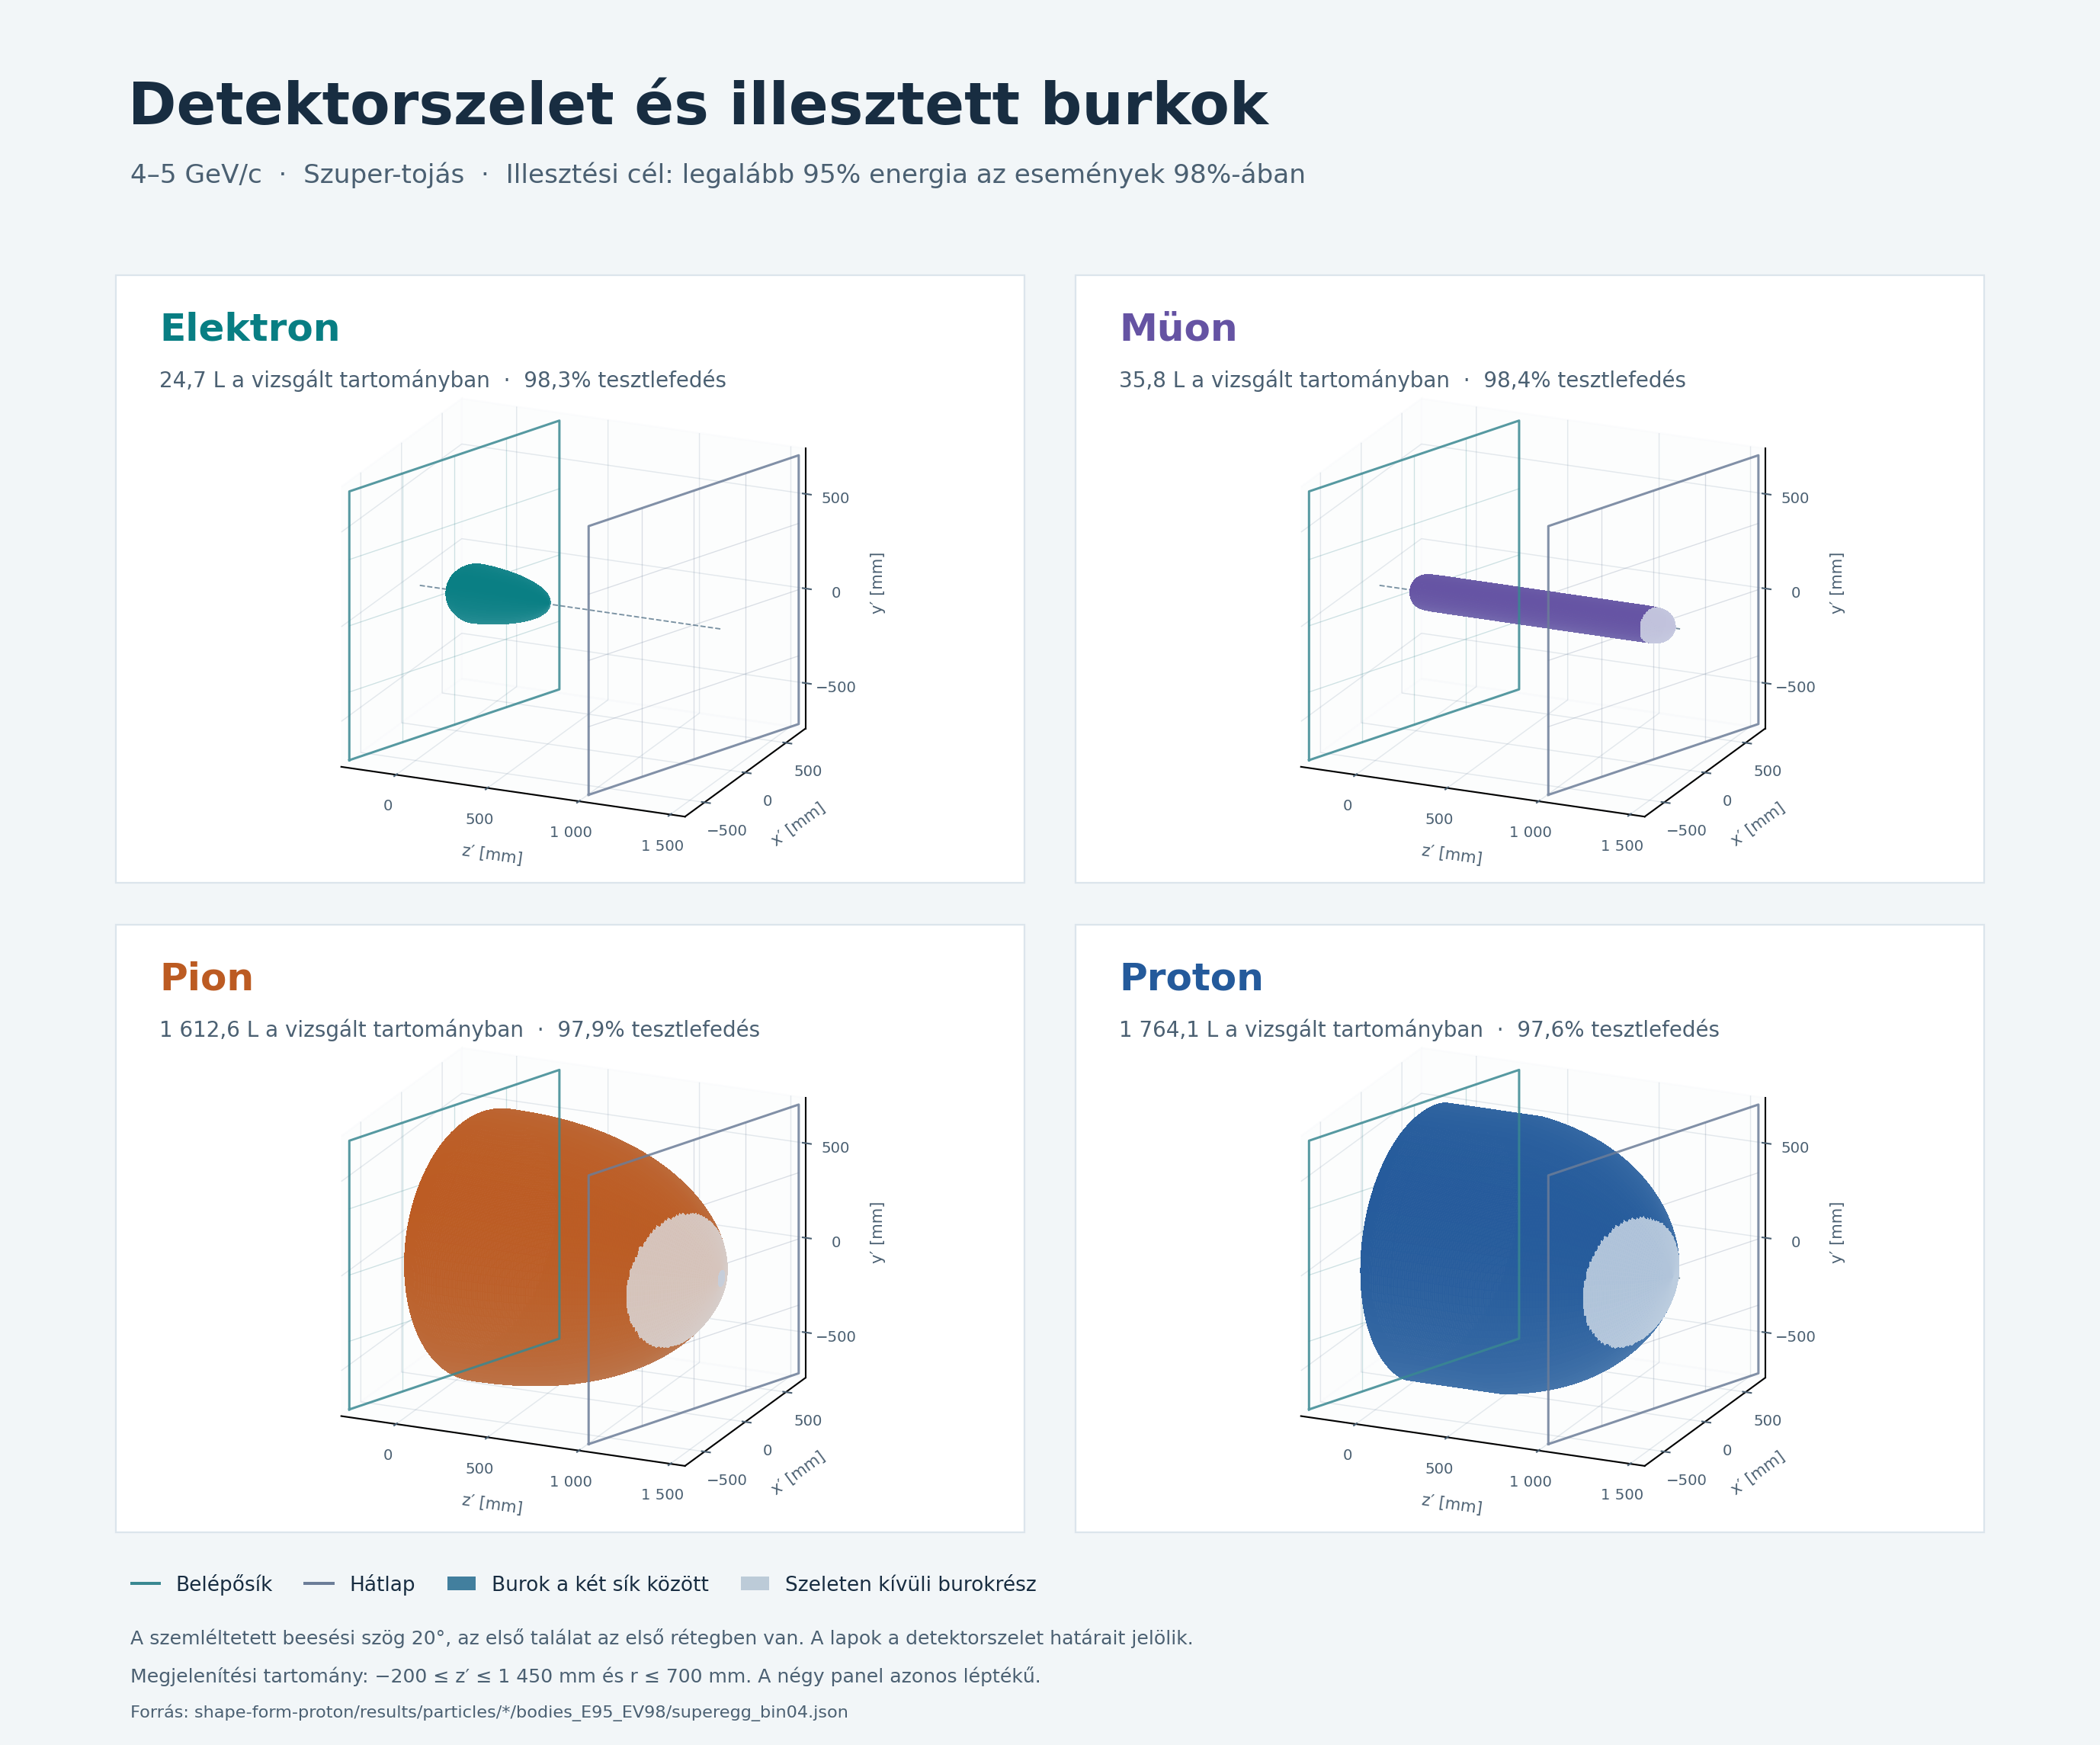 Detektorszelet és illesztett burkok
4–5 GeV/c · Szuper-tojás · Illesztési cél: legalább 95% energia az események 98%-ában
Elektron
24,7 L a vizsgált tartományban · 98,3% tesztlefedés
500
0
−500
y′ [mm]
500
0
−500
x′ [mm]
0
500
1 000
1 500
z′ [mm]
Müon
35,8 L a vizsgált tartományban · 98,4% tesztlefedés
500
0
−500
y′ [mm]
500
0
−500
x′ [mm]
0
500
1 000
1 500
z′ [mm]
Pion
1 612,6 L a vizsgált tartományban · 97,9% tesztlefedés
500
0
−500
y′ [mm]
500
0
−500
x′ [mm]
0
500
1 000
1 500
z′ [mm]
Proton
1 764,1 L a vizsgált tartományban · 97,6% tesztlefedés
500
0
−500
y′ [mm]
500
0
−500
x′ [mm]
0
500
1 000
1 500
z′ [mm]
Belépősík
Hátlap
Burok a két sík között
Szeleten kívüli burokrész
A szemléltetett beesési szög 20°, az első találat az első rétegben van. A lapok a detektorszelet határait jelölik.
Megjelenítési tartomány: −200 ≤ z′ ≤ 1 450 mm és r ≤ 700 mm. A négy panel azonos léptékű.
Forrás: shape-form-proton/results/particles/*/bodies_E95_EV98/superegg_bin04.json